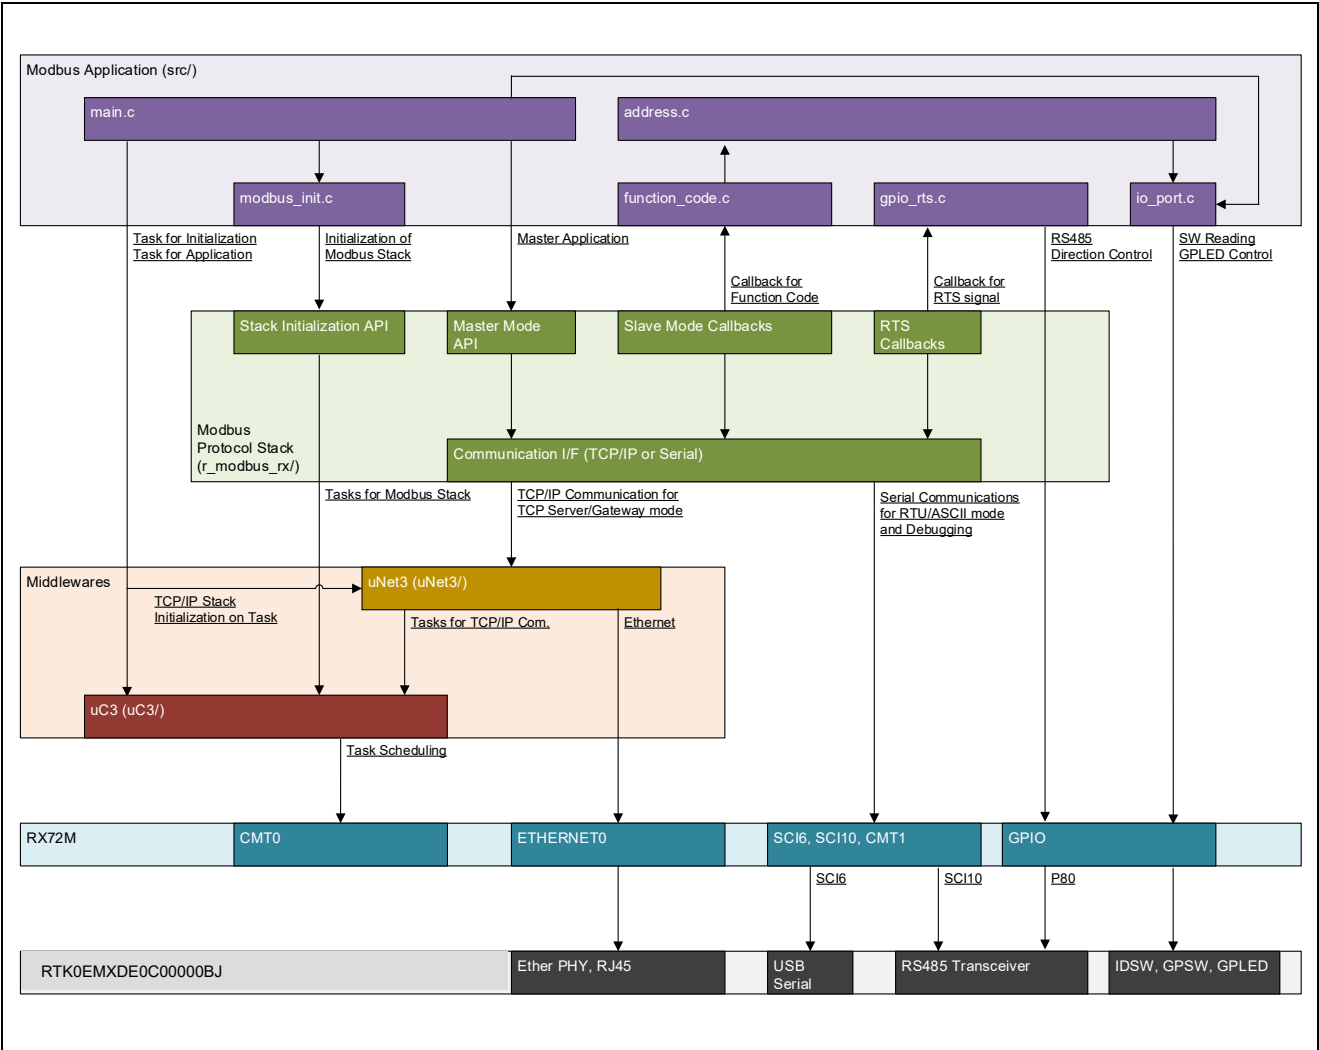 Modbus Application (src/)
main.c
address.c
modbus_init.c
function_code.c
gpio_rts.c
io_port.c
Task for Initialization
Task for Application
Initialization of
Modbus Stack
Master Application
RS485
Direction Control
SW Reading
GPLED Control
Callback for
Function Code
Callback for
RTS signal
Stack Initialization API
Master Mode
API
Slave Mode Callbacks
RTS
Callbacks
Modbus
Protocol Stack
(r_modbus_rx/)
Communication I/F (TCP/IP or Serial)
Tasks for Modbus Stack
TCP/IP Communication for
TCP Server/Gateway mode
Serial Communications
for RTU/ASCII mode
and Debugging
Middlewares
uNet3 (uNet3/)
TCP/IP Stack
Initialization on Task
Tasks for TCP/IP Com.
Ethernet
uC3 (uC3/)
Task Scheduling
RX72M
CMT0
ETHERNET0
SCI6, SCI10, CMT1
GPIO
SCI6
SCI10
P80
RTK0EMXDE0C00000BJ
Ether PHY, RJ45
USB
Serial
RS485 Transceiver
IDSW, GPSW, GPLED